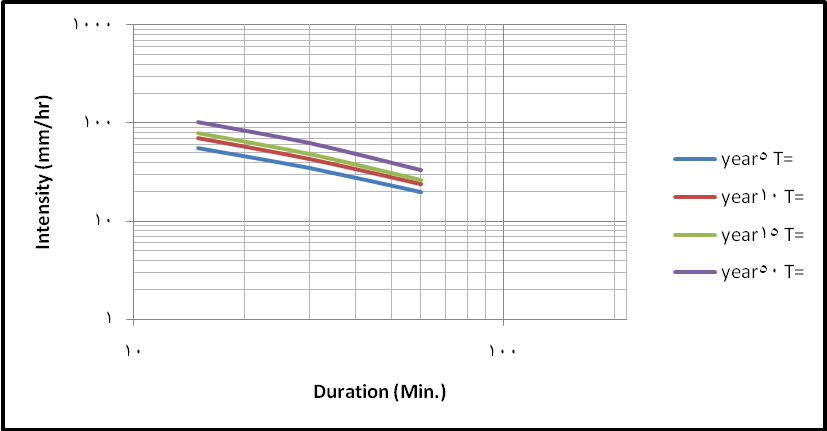 ١٠٠٠
١٠٠
١٠
١
١٠
١٠٠
Intensity (mm/hr)
Duration (Min.)
year٥ T=
year١٠ T=
year١٥ T=
year٥٠ T=